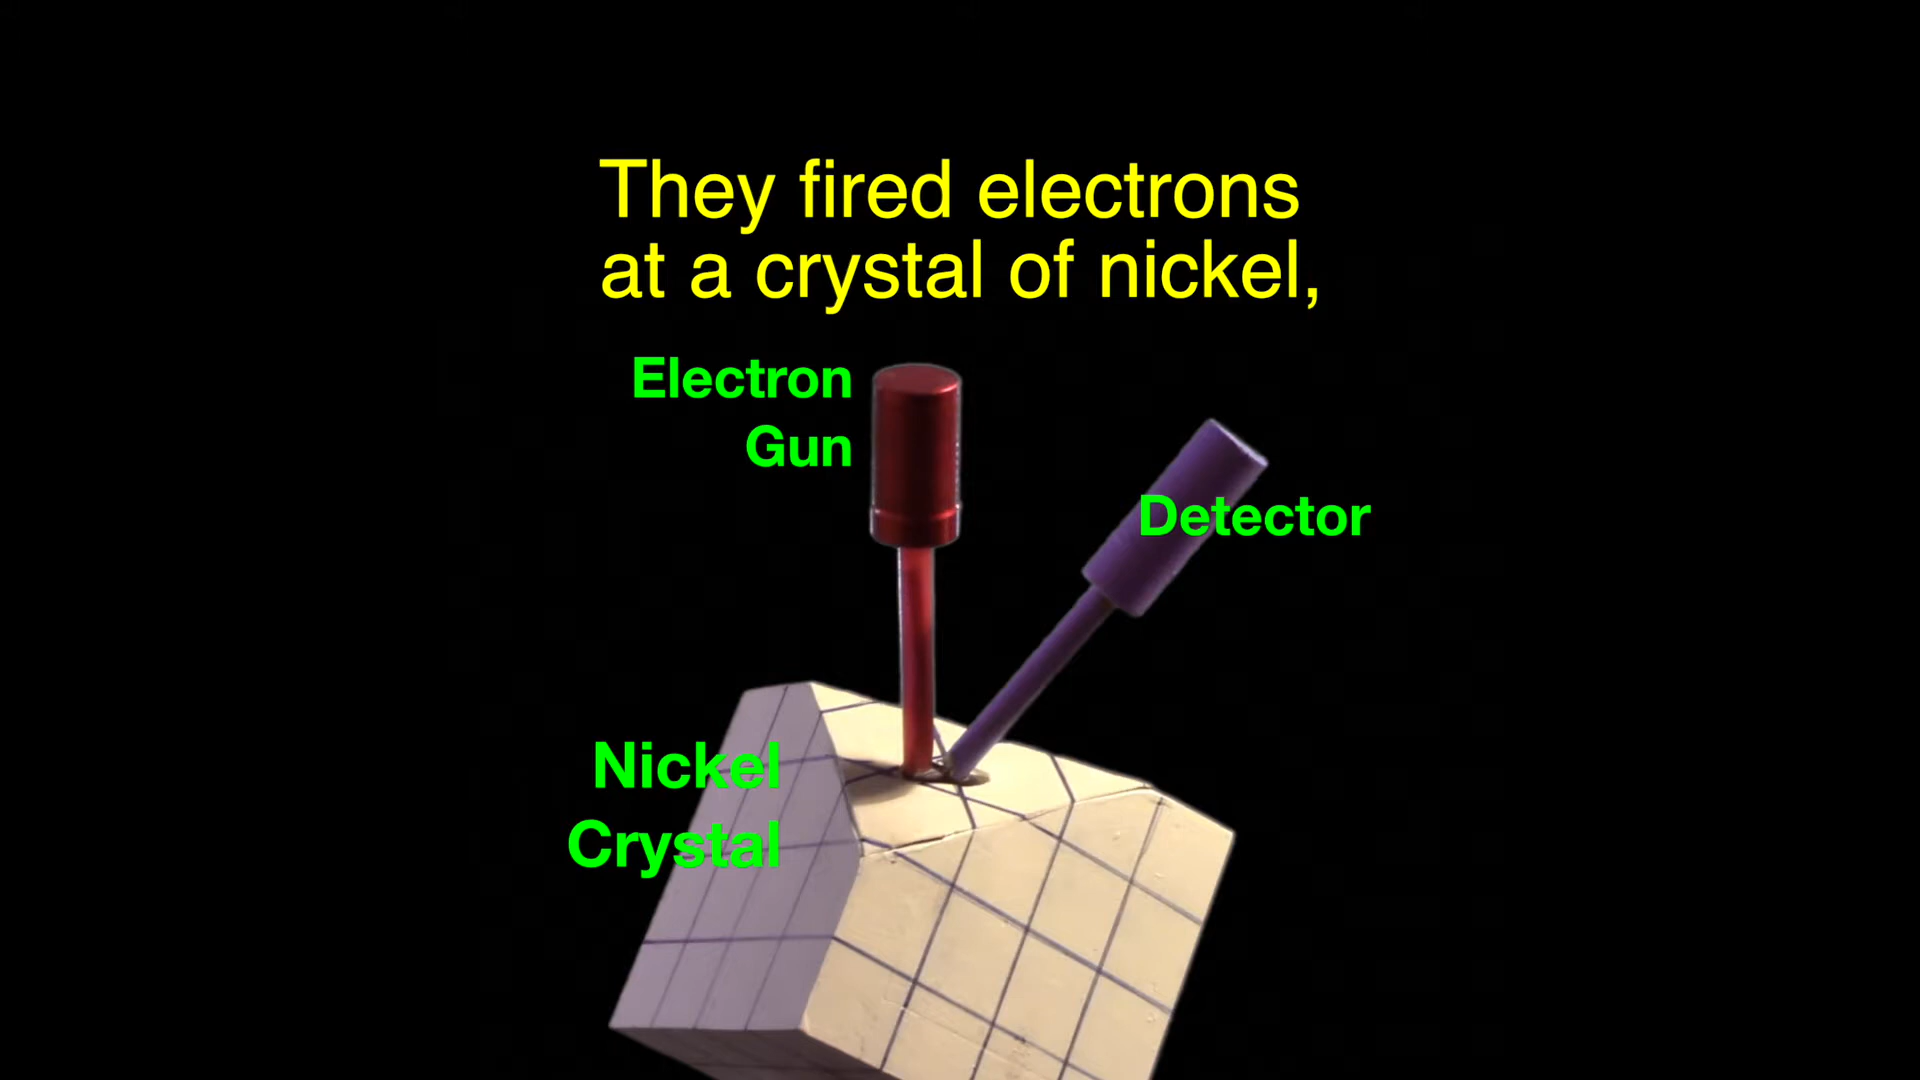 They fired electrons
at a crystal of nickel,
Electron
Gun
Detector
Nickel
Crystal